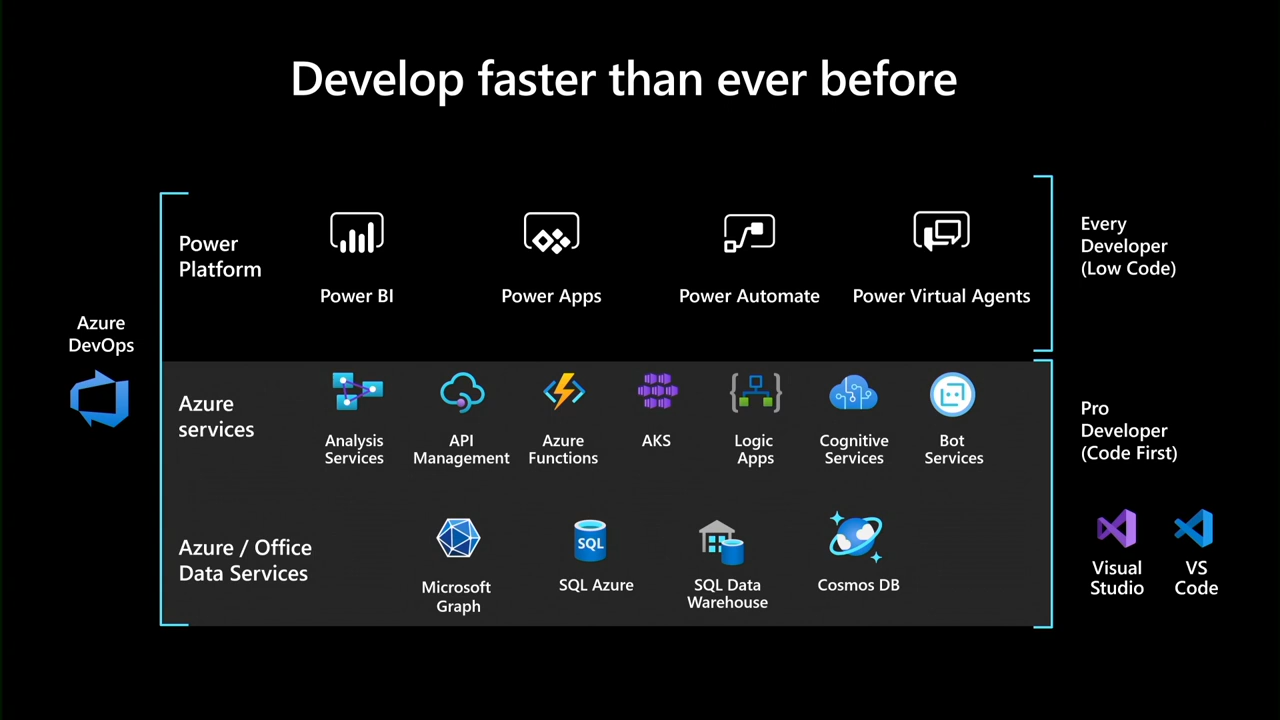 Develop faster than ever before
Azure
DevOps
Power
Platform
Power BI
Power Apps
Power Automate
Power Virtual Agents
Every
Developer
(Low Code)
Azure
services
Analysis
Services
API
Management
Azure
Functions
AKS
Logic
Apps
Cognitive
Services
Bot
Services
Pro
Developer
(Code First)
Azure / Office
Data Services
Microsoft
Graph
SQL
SQL Azure
SQL Data
Warehouse
Cosmos DB
Visual
Studio
VS
Code